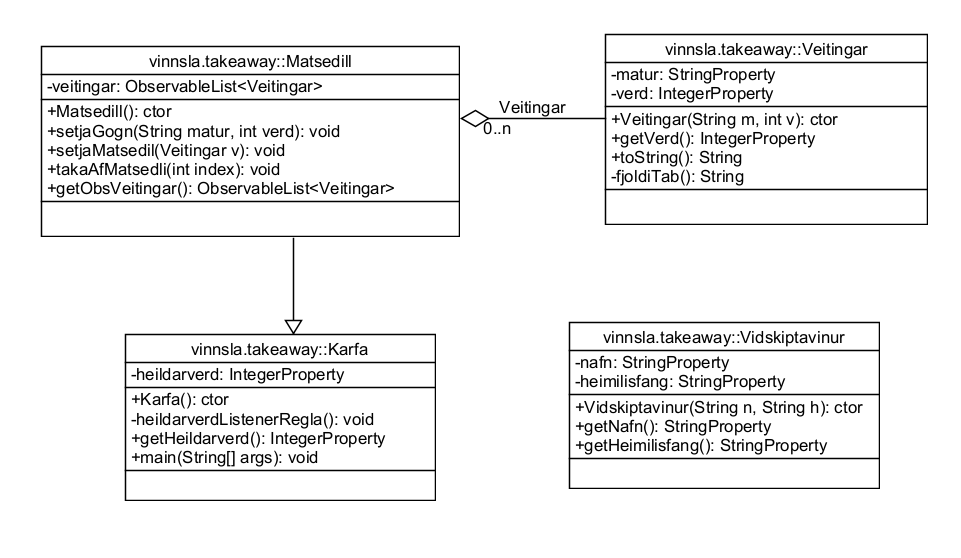 vinnsla.takeaway::Matsedill
-veitingar: ObservableList<Veitingar>
+Matsedill(): ctor
+setjaGogn(String matur, int verd): void
+setjaMatsedil(Veitingar v): void
+takaAfMatsedli(int index): void
+getObsVeitingar(): ObservableList<Veitingar>
Veitingar
0..n
vinnsla.takeaway::Veitingar
-matur: StringProperty
-verd: IntegerProperty
+Veitingar(String m, int v): ctor
+getVerd(): IntegerProperty
+toString(): String
-fjoldiTab(): String
vinnsla.takeaway::Karfa
-heildarverd: IntegerProperty
+Karfa(): ctor
-heildarverdListenerRegla(): void
+getHeildarverd(): IntegerProperty
+main(String[] args): void
vinnsla.takeaway::Vidskiptavinur
-nafn: StringProperty
-heimilisfang: StringProperty
+Vidskiptavinur(String n, String h): ctor
+getNafn(): StringProperty
+getHeimilisfang(): StringProperty